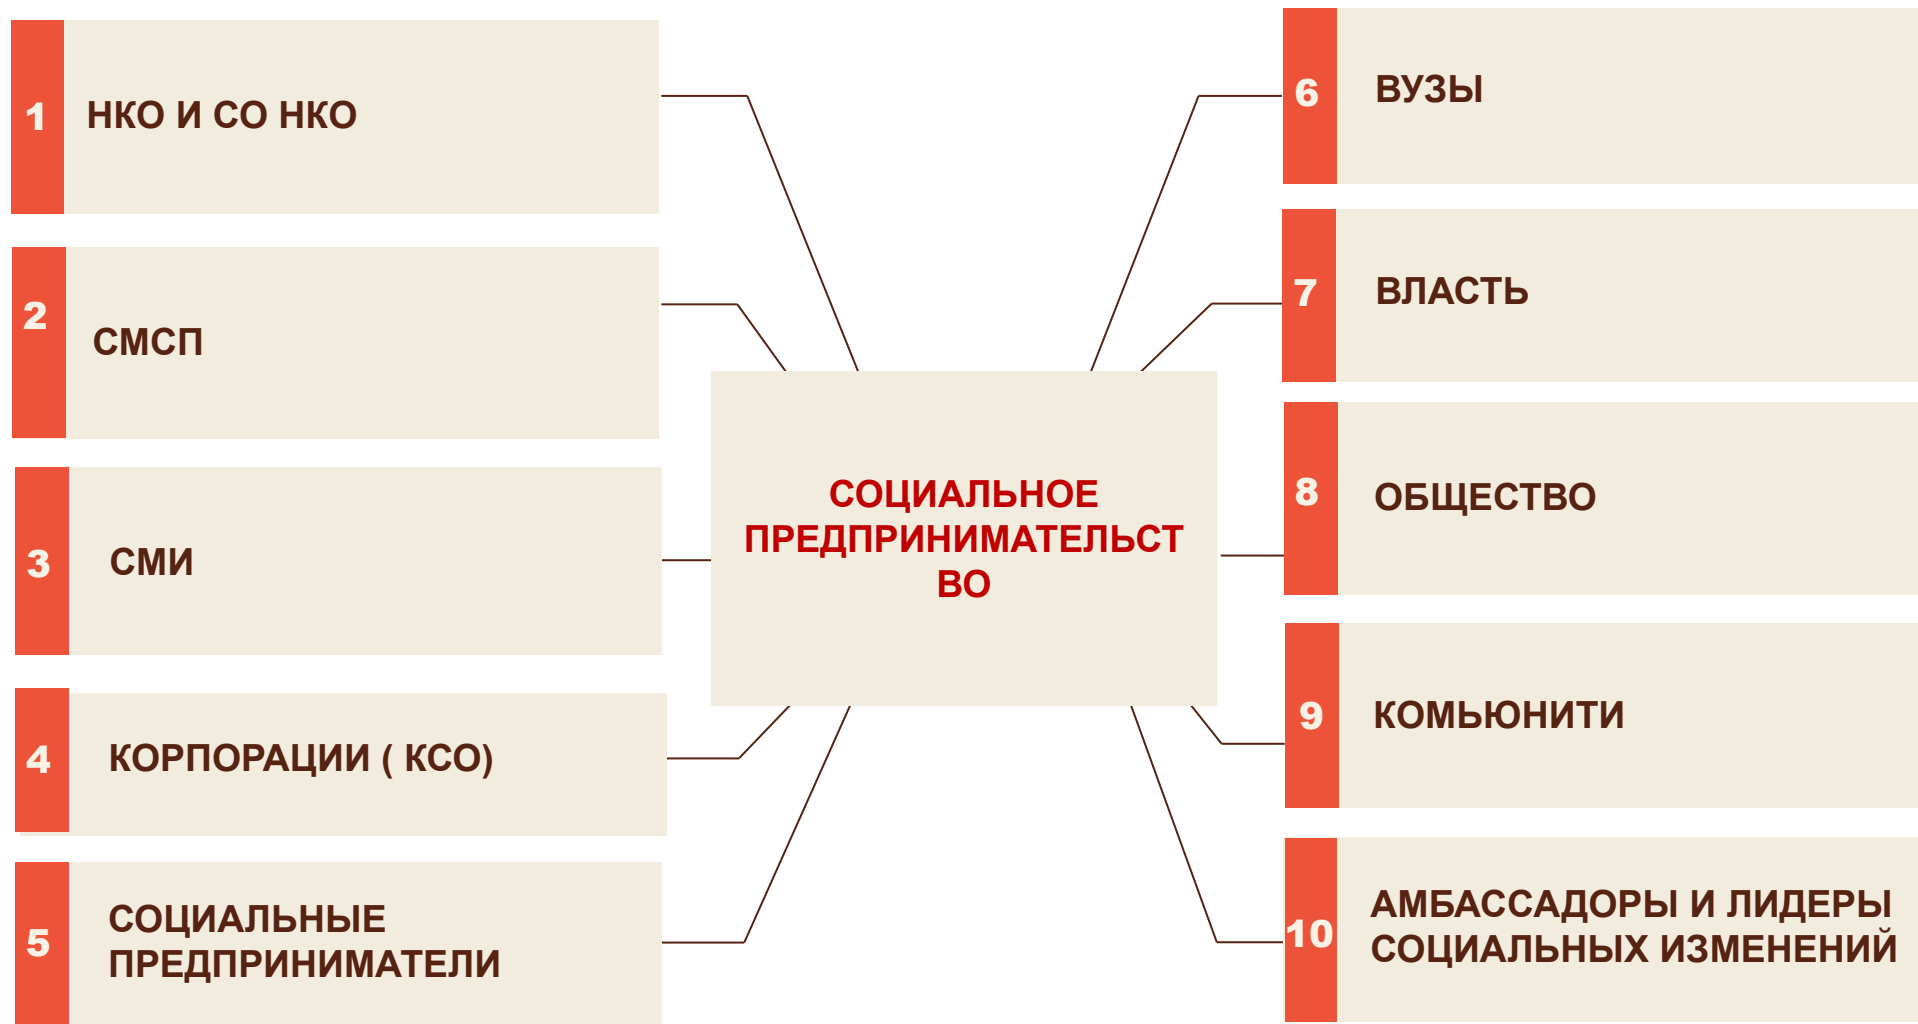 1
НКО И СО НКО
2
СМСП
3
СМИ
4
КОРПОРАЦИИ ( КСО)
5
СОЦИАЛЬНЫЕ
ПРЕДПРИНИМАТЕЛИ
СОЦИАЛЬНОЕ
ПРЕДПРИНИМАТЕЛЬСТ
ВО
6
ВУЗЫ
7
ВЛАСТЬ
8
ОБЩЕСТВО
9
КОМЬЮНИТИ
10
АМБАССАДОРЫ И ЛИДЕРЫ
СОЦИАЛЬНЫХ ИЗМЕНЕНИЙ